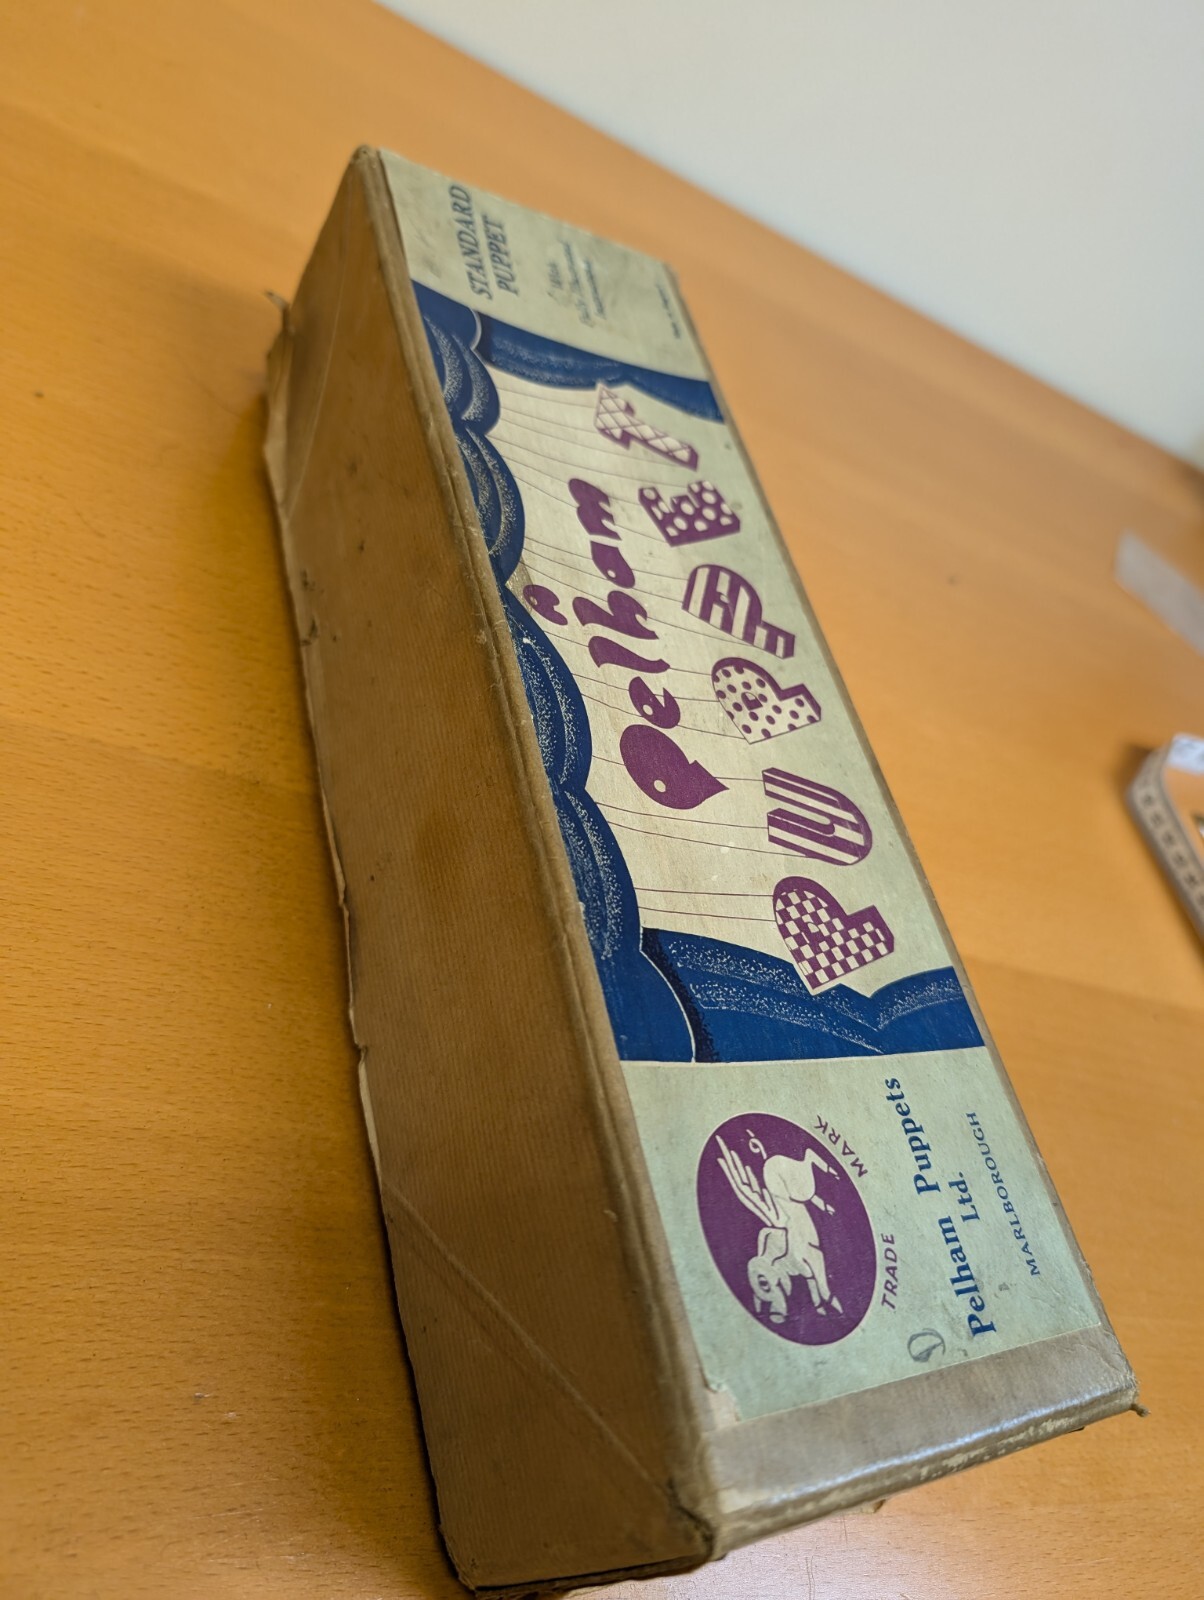 STANDARD
PUPPET
A
Pelham
PUPPET
TRADE MARK
Pelham Puppets
Ltd.
MARLBOROUGH